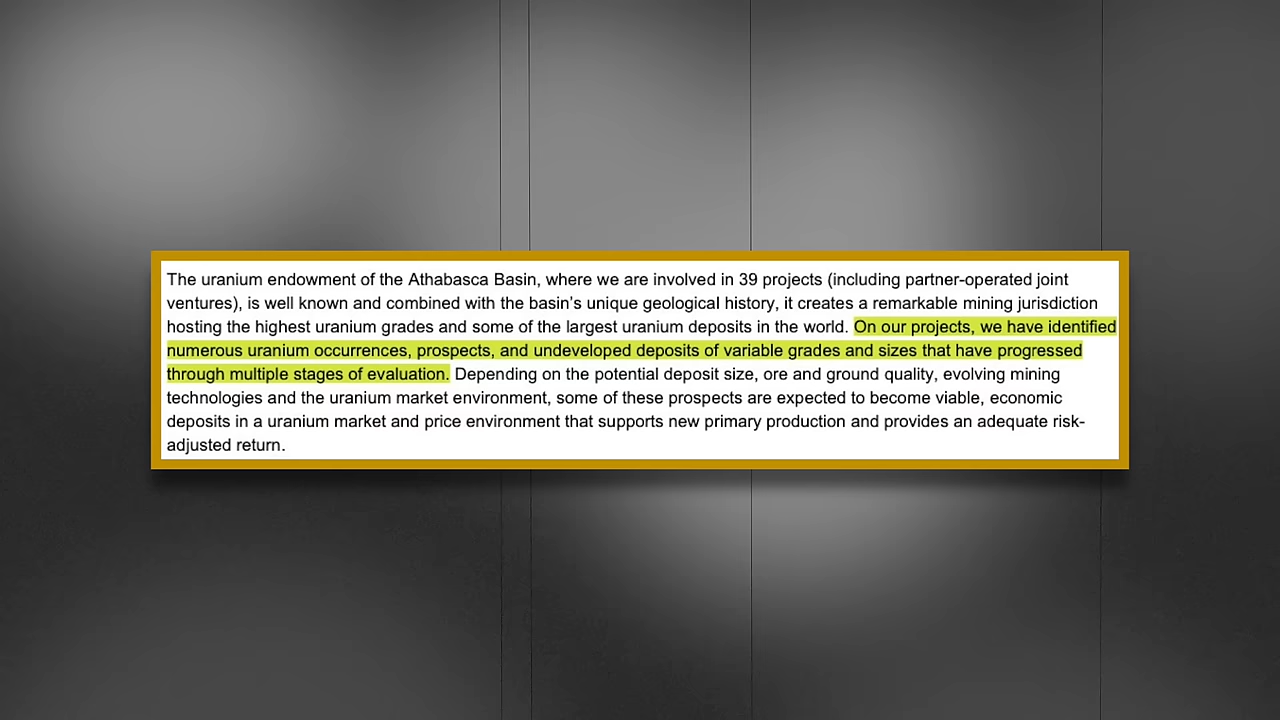 The uranium endowment of the Athabasca Basin, where we are involved in 39 projects (including partner-operated joint
ventures), is well known and combined with the basin's unique geological history, it creates a remarkable mining jurisdiction
hosting the highest uranium grades and some of the largest uranium deposits in the world. On our projects, we have identified
numerous uranium occurrences, prospects, and undeveloped deposits of variable grades and sizes that have progressed
through multiple stages of evaluation. Depending on the potential deposit size, ore and ground quality, evolving mining
technologies and the uranium market environment, some of these prospects are expected to become viable, economic
deposits in a uranium market and price environment that supports new primary production and provides an adequate risk-
adjusted return.